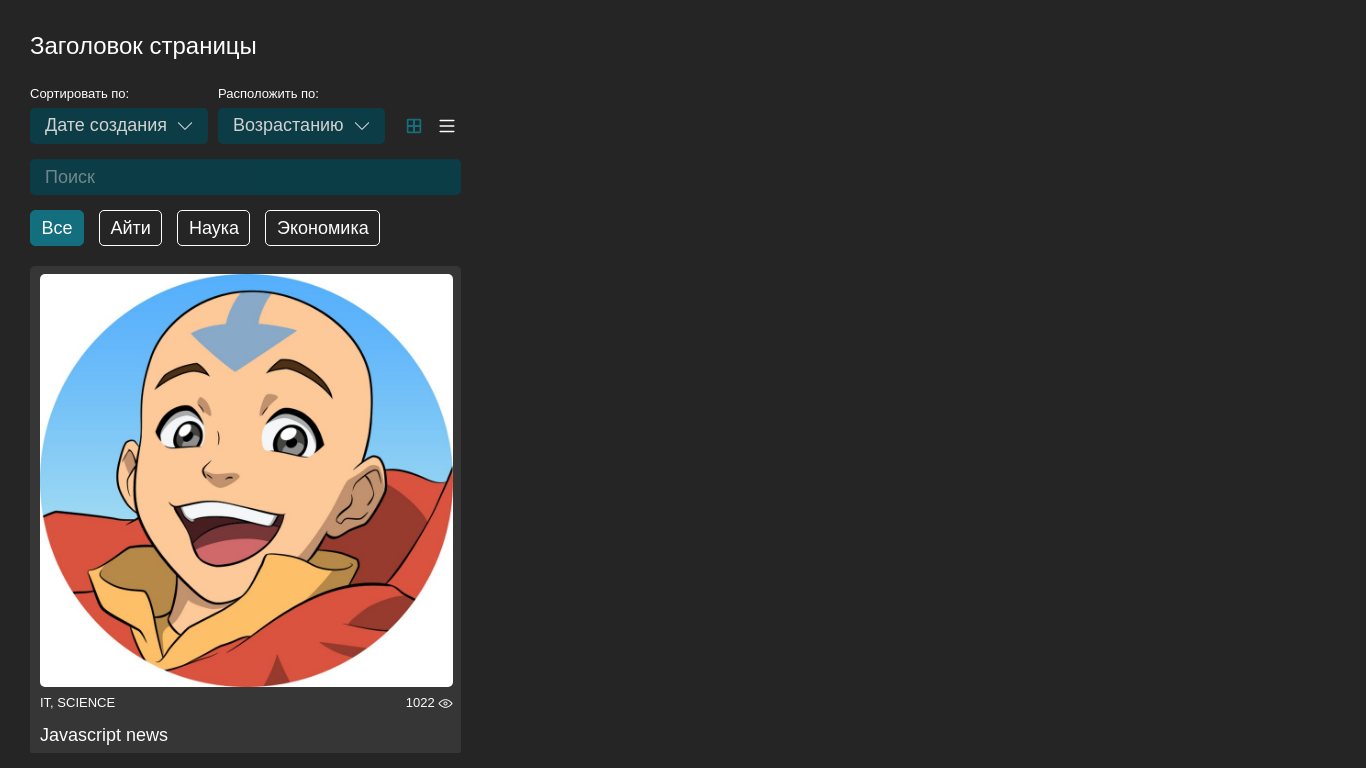 Заголовок страницы
Сортировать по: Расположить по:
Дате создания Возрастанию
Поиск
Все Айти Наука Экономика
IT, SCIENCE 1022
Javascript news